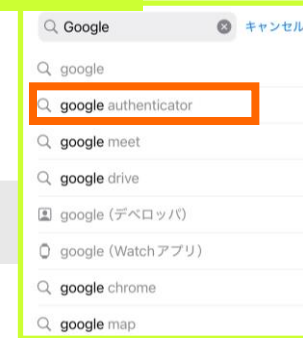 Google キャンセル
google
google authenticator
google meet
google drive
google (デベロッパ)
google (Watchアプリ)
google chrome
google map